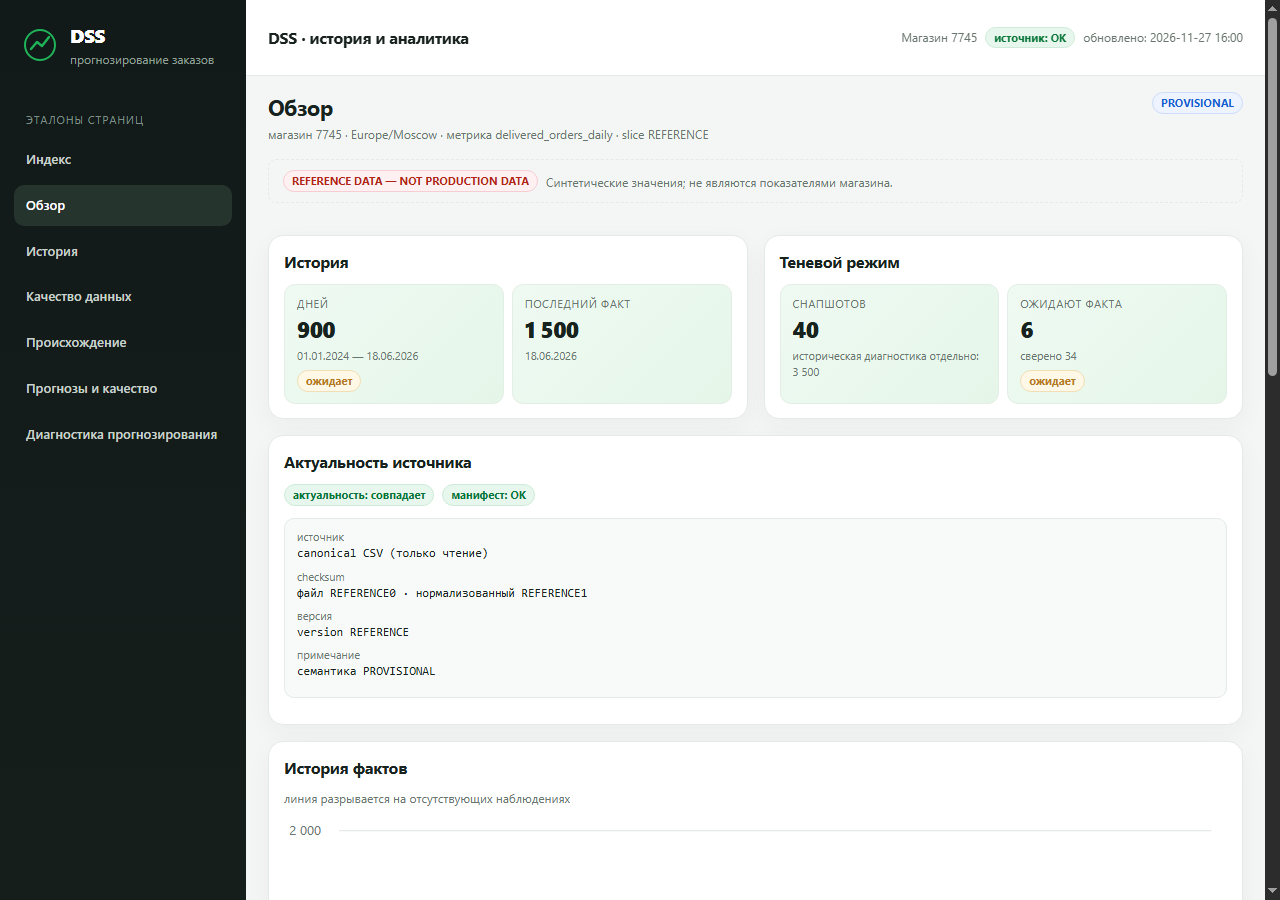 DSS
прогнозирование заказов
ЭТАЛОНЫ СТРАНИЦ
Индекс
Обзор
История
Качество данных
Происхождение
Прогнозы и качество
Диагностика прогнозирования
DSS · история и аналитика
Магазин 7745 источник: OK обновлено: 2026-11-27 16:00
Обзор
PROVISIONAL
магазин 7745 · Europe/Moscow · метрика delivered_orders_daily · slice REFERENCE
REFERENCE DATA — NOT PRODUCTION DATA Синтетические значения; не являются показателями магазина.
История
ДНЕЙ
900
01.01.2024 — 18.06.2026
ожидает
ПОСЛЕДНИЙ ФАКТ
1 500
18.06.2026
Теневой режим
СНАПШОТОВ
40
историческая диагностика отдельно:
3 500
ОЖИДАЮТ ФАКТА
6
сверено 34
ожидает
Актуальность источника
актуальность: совпадает манифест: OK
источник
canonical CSV (только чтение)
checksum
файл REFERENCE0 · нормализованный REFERENCE1
версия
version REFERENCE
примечание
семантика PROVISIONAL
История фактов
линия разрывается на отсутствующих наблюдениях
2 000